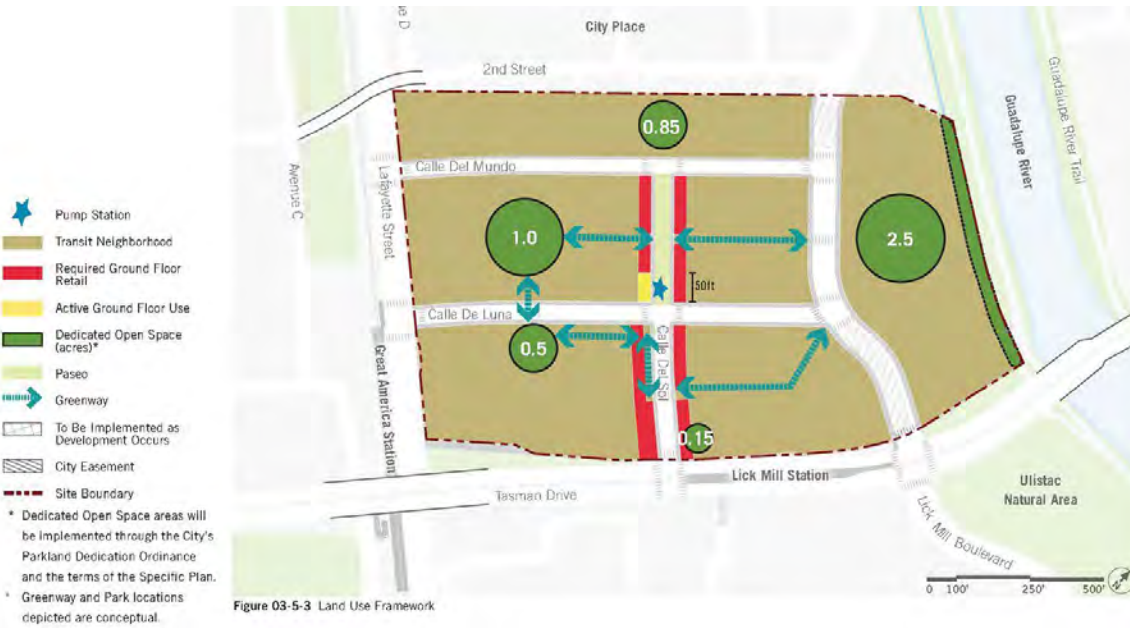 City Place
2nd Street
Guadalupe River Trail
Guadalupe River
Avenue C
Lafayette Street
Calle Del Mundo
0.85
1.0
2.5
50ft
Calle De Luna
0.5
Calle Del Sol
Great America Station
0.15
Lick Mill Station
Tasman Drive
Ulistac
Natural Area
Lick Mill Boulevard
0 100' 250' 500'
N
Pump Station
Transit Neighborhood
Required Ground Floor
Retail
Active Ground Floor Use
Dedicated Open Space
(acres)*
Paseo
Greenway
To Be Implemented as
Development Occurs
City Easement
Site Boundary
* Dedicated Open Space areas will
be implemented through the City's
Parkland Dedication Ordinance
and the terms of the Specific Plan.
Greenway and Park locations
depicted are conceptual.
Figure 03-5-3 Land Use Framework